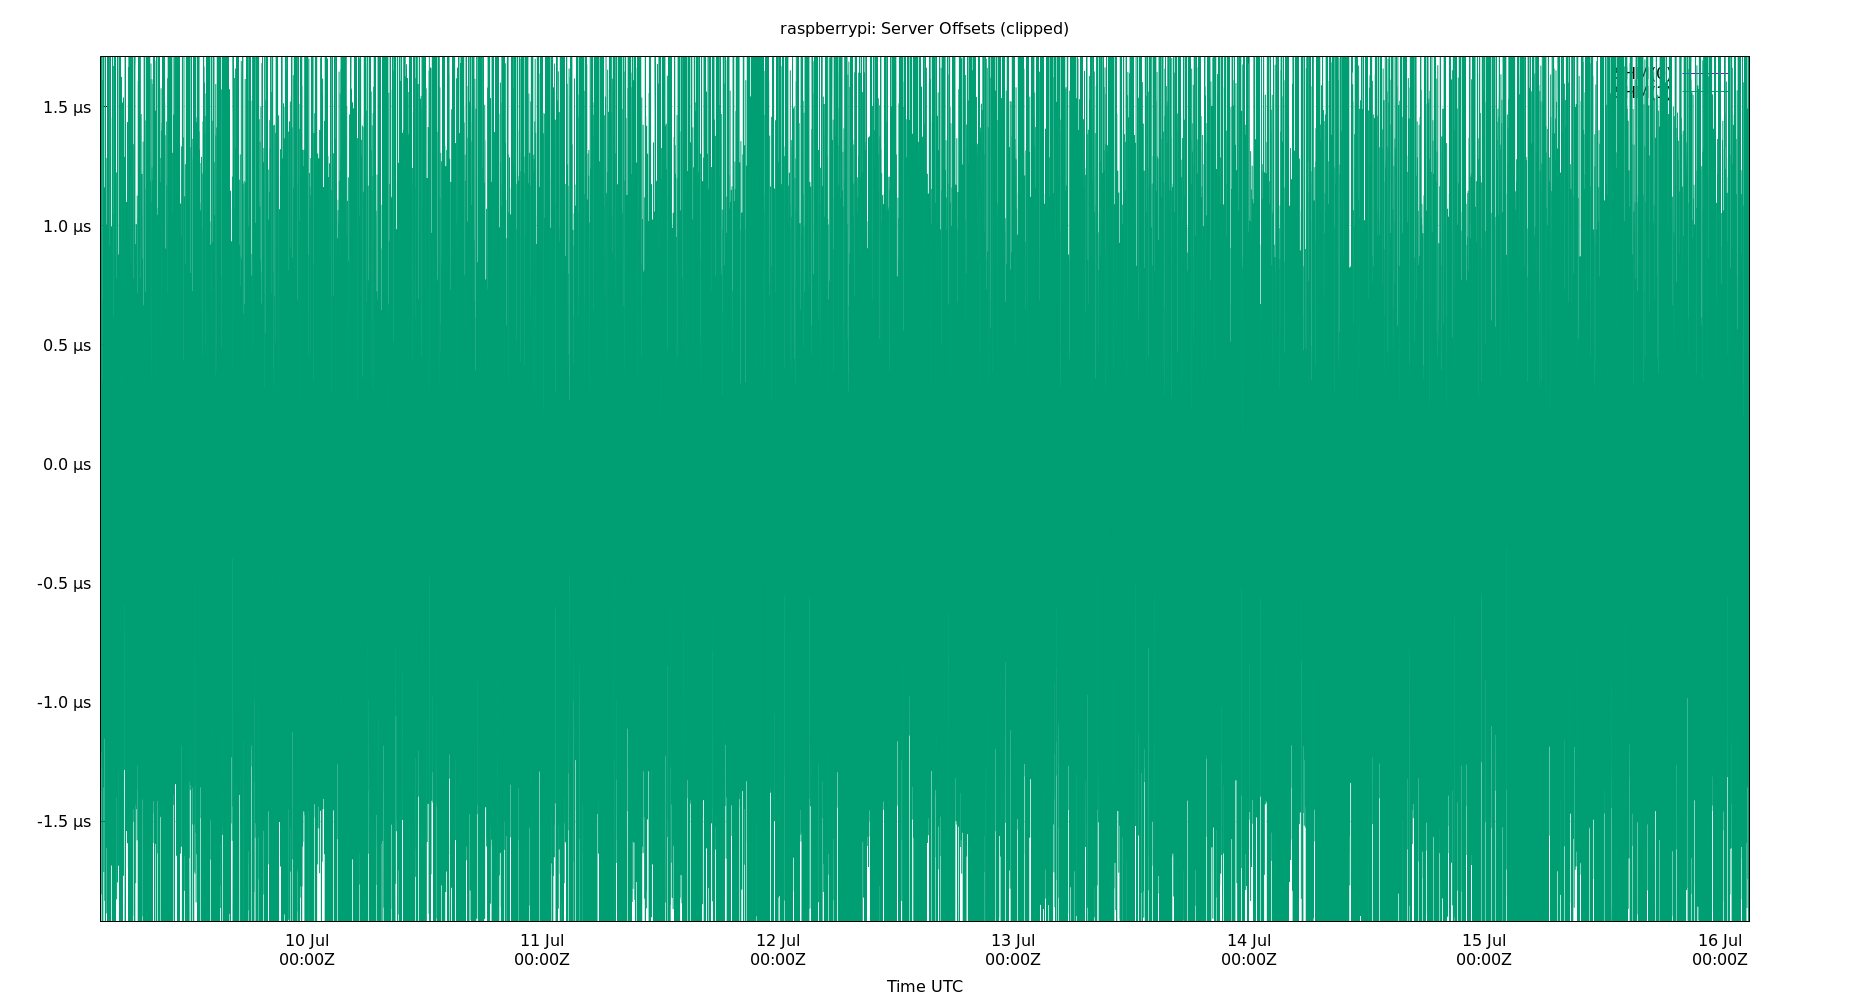 raspberrypi: Server Offsets (clipped)
1.5 µs
1.0 µs
0.5 µs
0.0 µs
-0.5 µs
-1.0 µs
-1.5 µs
10 Jul 11 Jul 12 Jul 13 Jul 14 Jul 15 Jul 16 Jul
00:00Z 00:00Z 00:00Z 00:00Z 00:00Z 00:00Z 00:00Z
Time UTC